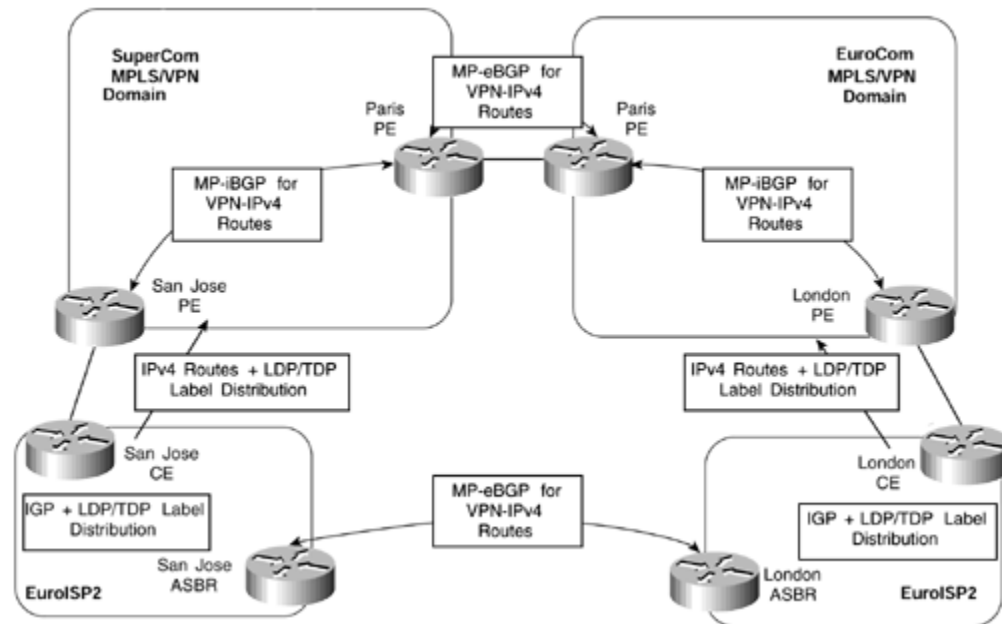 SuperCom
MPLS/VPN
Domain
EuroCom
MPLS/VPN
Domain
MP-eBGP for
VPN-IPv4
Routes
Paris
PE
Paris
PE
MP-iBGP for
VPN-IPv4
Routes
MP-iBGP for
VPN-IPv4
Routes
San Jose
PE
London
PE
IPv4 Routes + LDP/TDP
Label Distribution
IPv4 Routes + LDP/TDP
Label Distribution
San Jose
CE
London
CE
IGP + LDP/TDP Label
Distribution
MP-eBGP for
VPN-IPv4
Routes
IGP + LDP/TDP Label
Distribution
San Jose
ASBR
London
ASBR
EuroISP2
EuroISP2